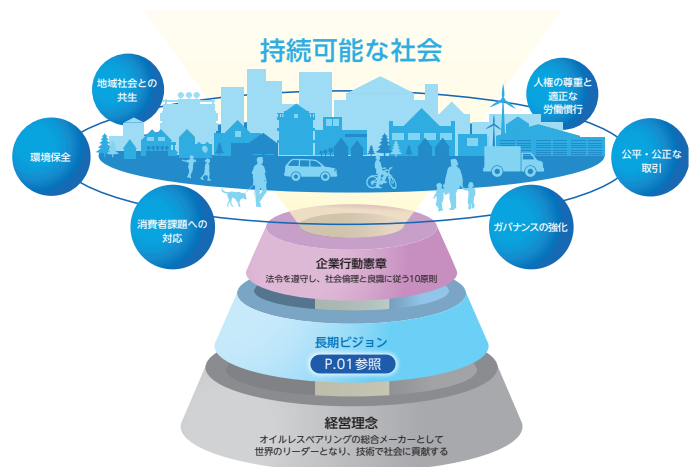 持続可能な社会
地域社会との
共生
人権の尊重と
適正な
労働慣行
環境保全
公平・公正な
取引
消費者課題への
対応
ガバナンスの強化
企業行動憲章
法令を遵守し、社会倫理と良識に従う10原則
長期ビジョン
P.01参照
経営理念
オイルレスベアリングの総合メーカーとして
世界のリーダーとなり、技術で社会に貢献する